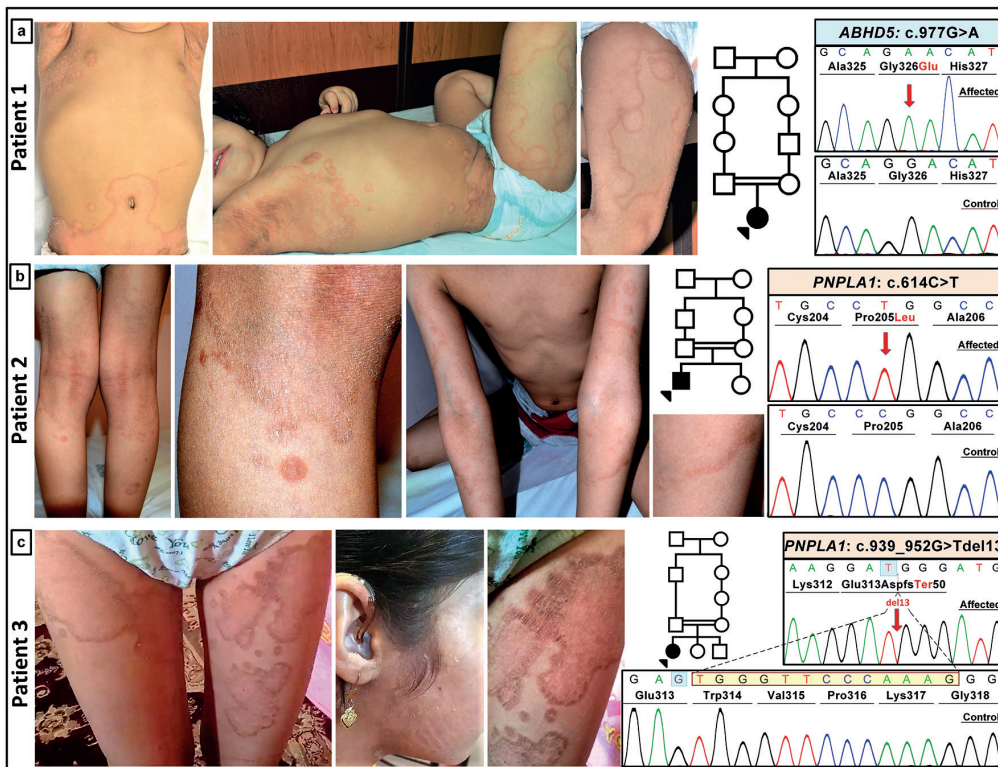 a
Patient 1
ABHD5: c.977G>A
G C A G A A C A T
Ala325 Gly326Glu His327
Affected
G C A G G A C A T
Ala325 Gly326 His327
Control
b
Patient 2
PNPLA1: c.614C>T
T G C C T G G C C
Cys204 Pro205Leu Ala206
Affected
T G C C C G G C C
Cys204 Pro205 Ala206
Control
c
Patient 3
PNPLA1: c.939_952G>Tdel13
A A G G A T G G G A T G
Lys312 Glu313AspfsTer50
del13
Affected
G A G T G G G T T C C C A A A G G G
Glu313 Trp314 Val315 Pro316 Lys317 Gly318
Control